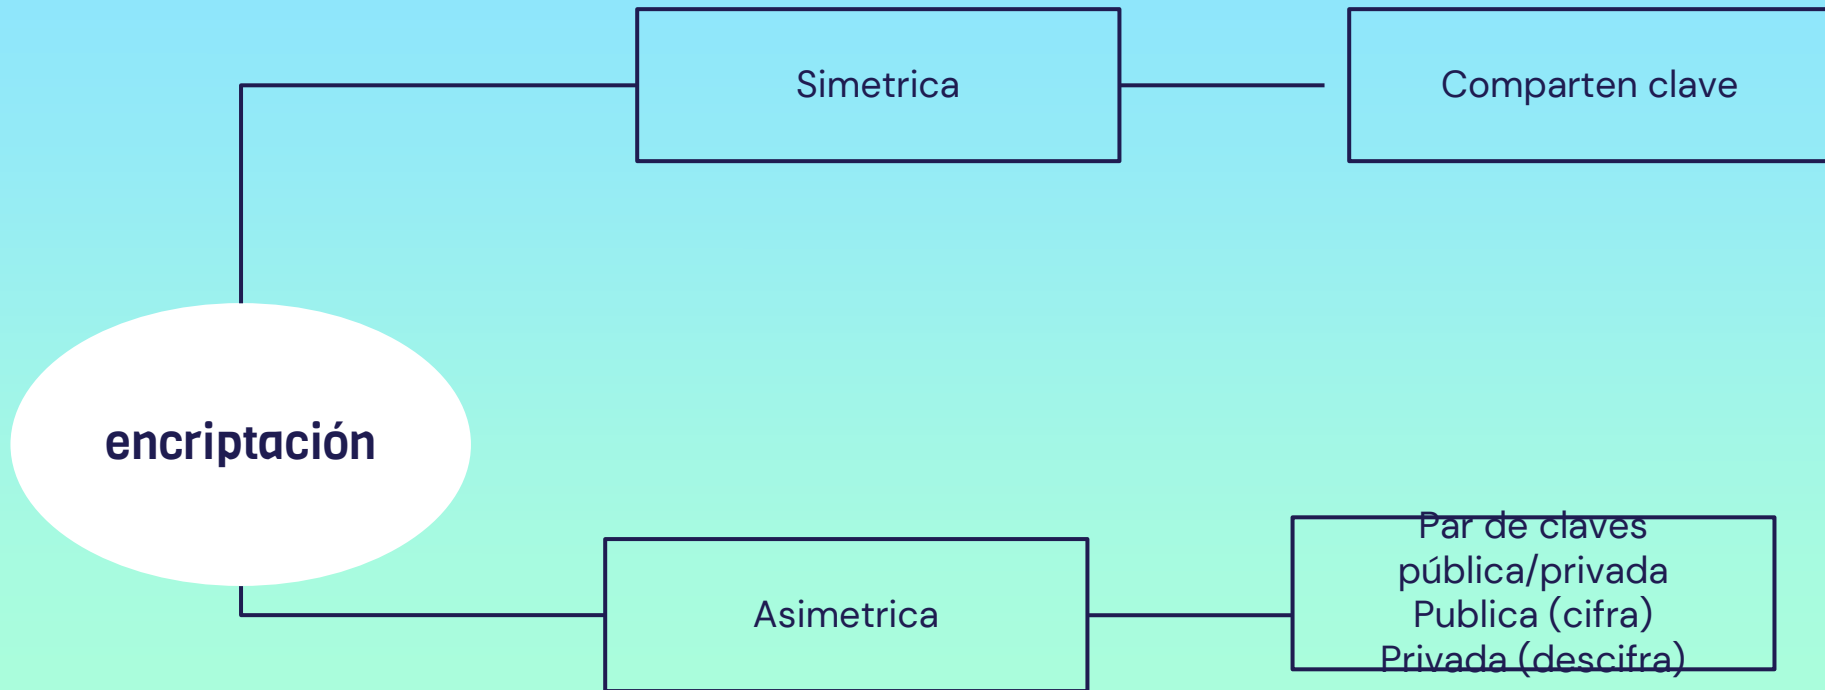 Simetrica
Comparten clave
encriptación
Asimetrica
Par de claves
pública/privada
Publica (cifra)
Privada (descifra)